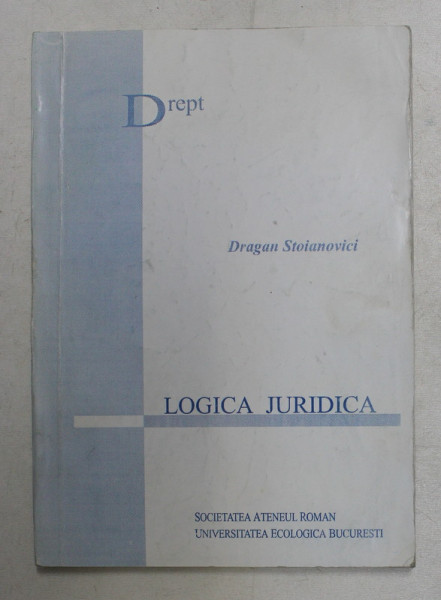 Drept
Dragan Stoianovici
LOGICA JURIDICA
SOCIETATEA ATENEUL ROMAN
UNIVERSITATEA ECOLOGICA BUCURESTI